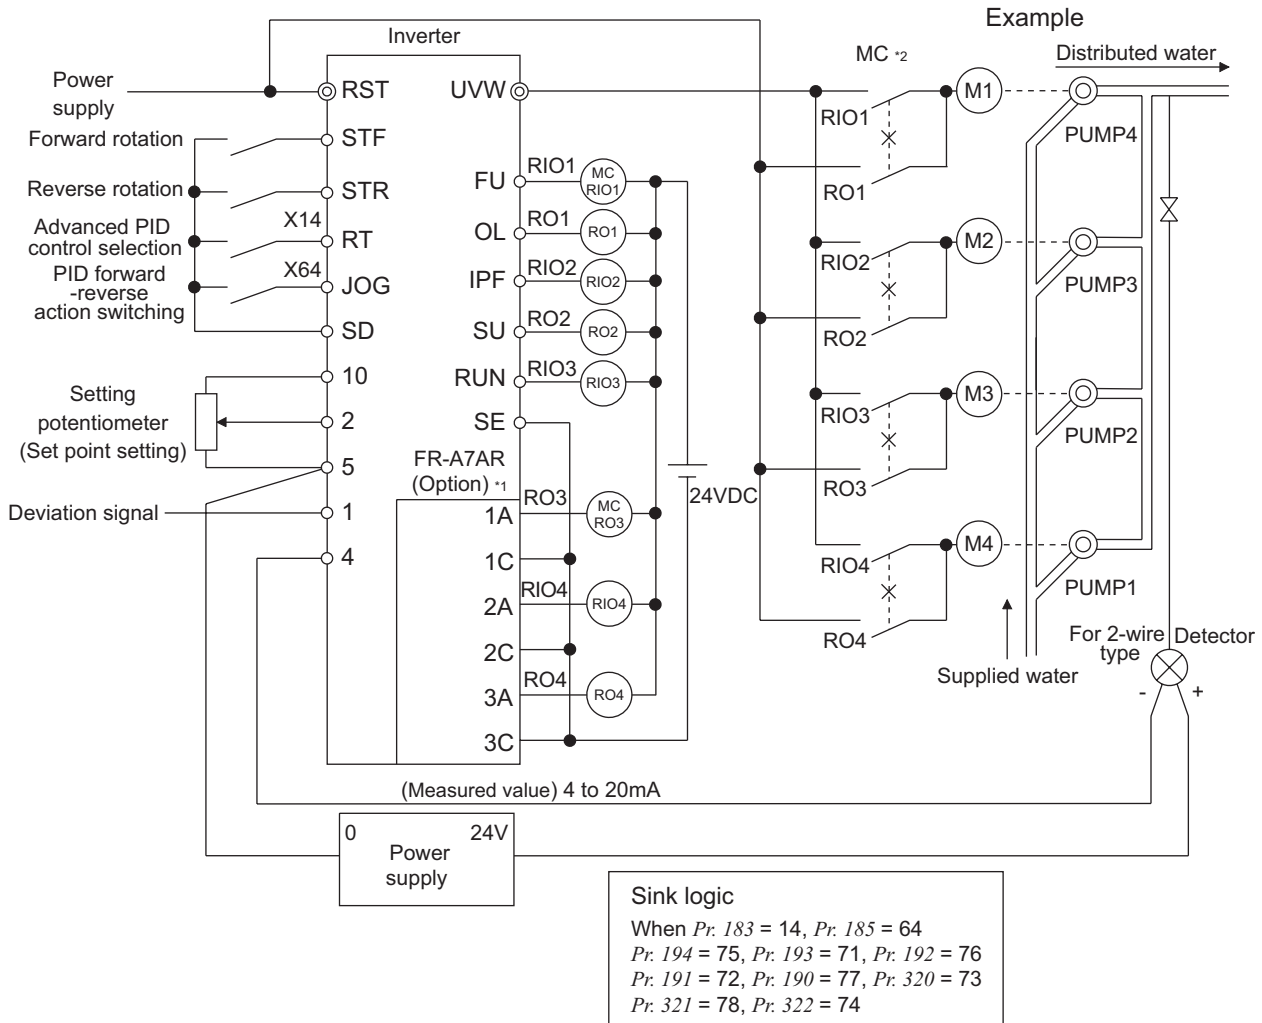 Example
Inverter
MC *2
Distributed water
Power
supply
RST
UVW
M1
RIO1
PUMP4
Forward rotation
STF
FU
RIO1
MC
RIO1
RO1
Reverse rotation
STR
OL
RO1
RO1
Advanced PID
control selection
X14
RT
M2
RIO2
PUMP3
PID forward
-reverse
action switching
X64
JOG
IPF
RIO2
RIO2
SD
SU
RO2
RO2
RO2
10
RUN
RIO3
RIO3
M3
RIO3
PUMP2
Setting
potentiometer
(Set point setting)
2
SE
5
FR-A7AR
(Option) *1
24VDC
RO3
Deviation signal
1
1A
RO3
MC
RO3
4
1C
M4
RIO4
PUMP1
2A
RIO4
RIO4
2C
RO4
For 2-wire
type
Detector
3A
RO4
RO4
Supplied water
-
+
3C
(Measured value) 4 to 20mA
0
24V
Power
supply
Sink logic
When Pr. 183 = 14, Pr. 185 = 64
Pr. 194 = 75, Pr. 193 = 71, Pr. 192 = 76
Pr. 191 = 72, Pr. 190 = 77, Pr. 320 = 73
Pr. 321 = 78, Pr. 322 = 74